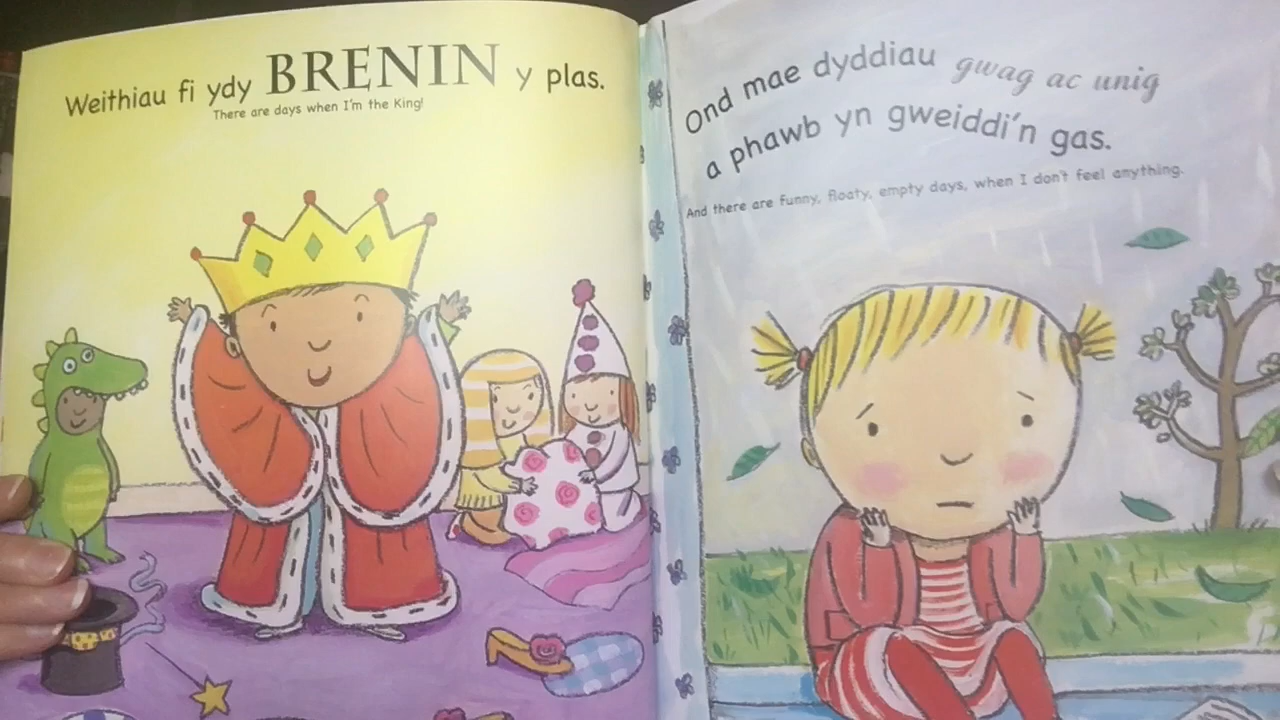 Weithiau fi ydy BRENIN y plas.
There are days when I'm the King!
Ond mae dyddiau gwag ac unig
a phawb yn gweiddi'n gas.
And there are funny, floaty, empty days, when I don't feel anything.